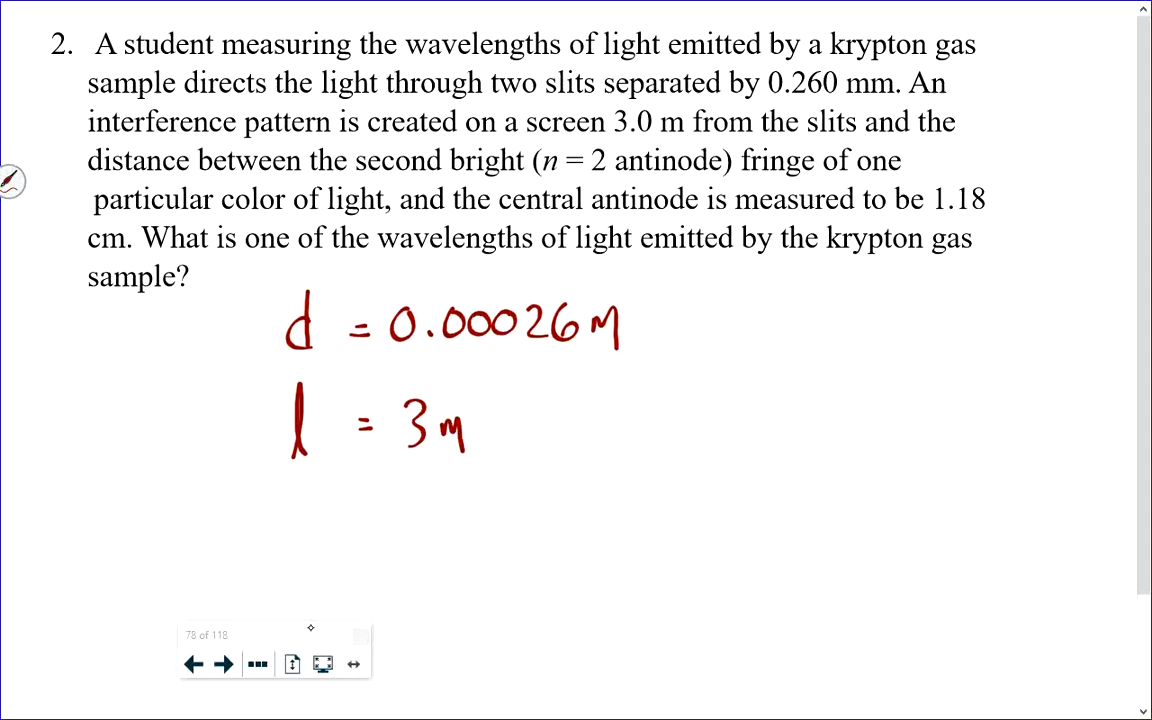 2. A student measuring the wavelengths of light emitted by a krypton gas
sample directs the light through two slits separated by 0.260 mm. An
interference pattern is created on a screen 3.0 m from the slits and the
distance between the second bright (n = 2 antinode) fringe of one
particular color of light, and the central antinode is measured to be 1.18
cm. What is one of the wavelengths of light emitted by the krypton gas
sample?
d = 0.00026 m
l = 3 m
78 of 118